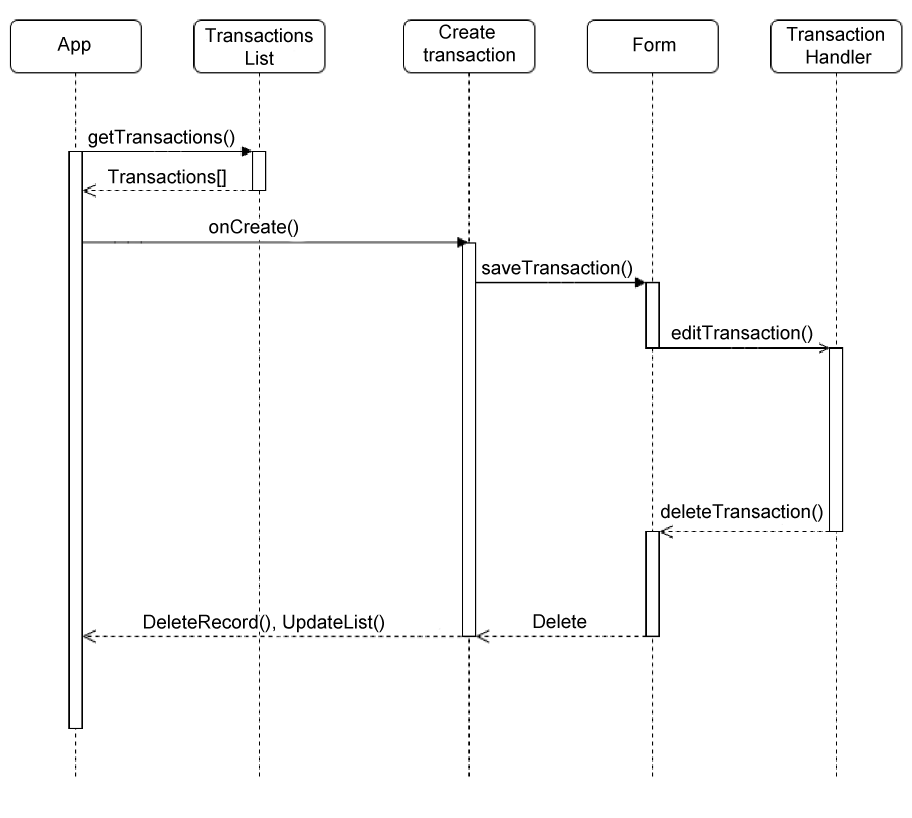 App
Transactions
List
Create
transaction
Form
Transaction
Handler
getTransactions()
Transactions[]
onCreate()
saveTransaction()
editTransaction()
deleteTransaction()
DeleteRecord(), UpdateList()
Delete